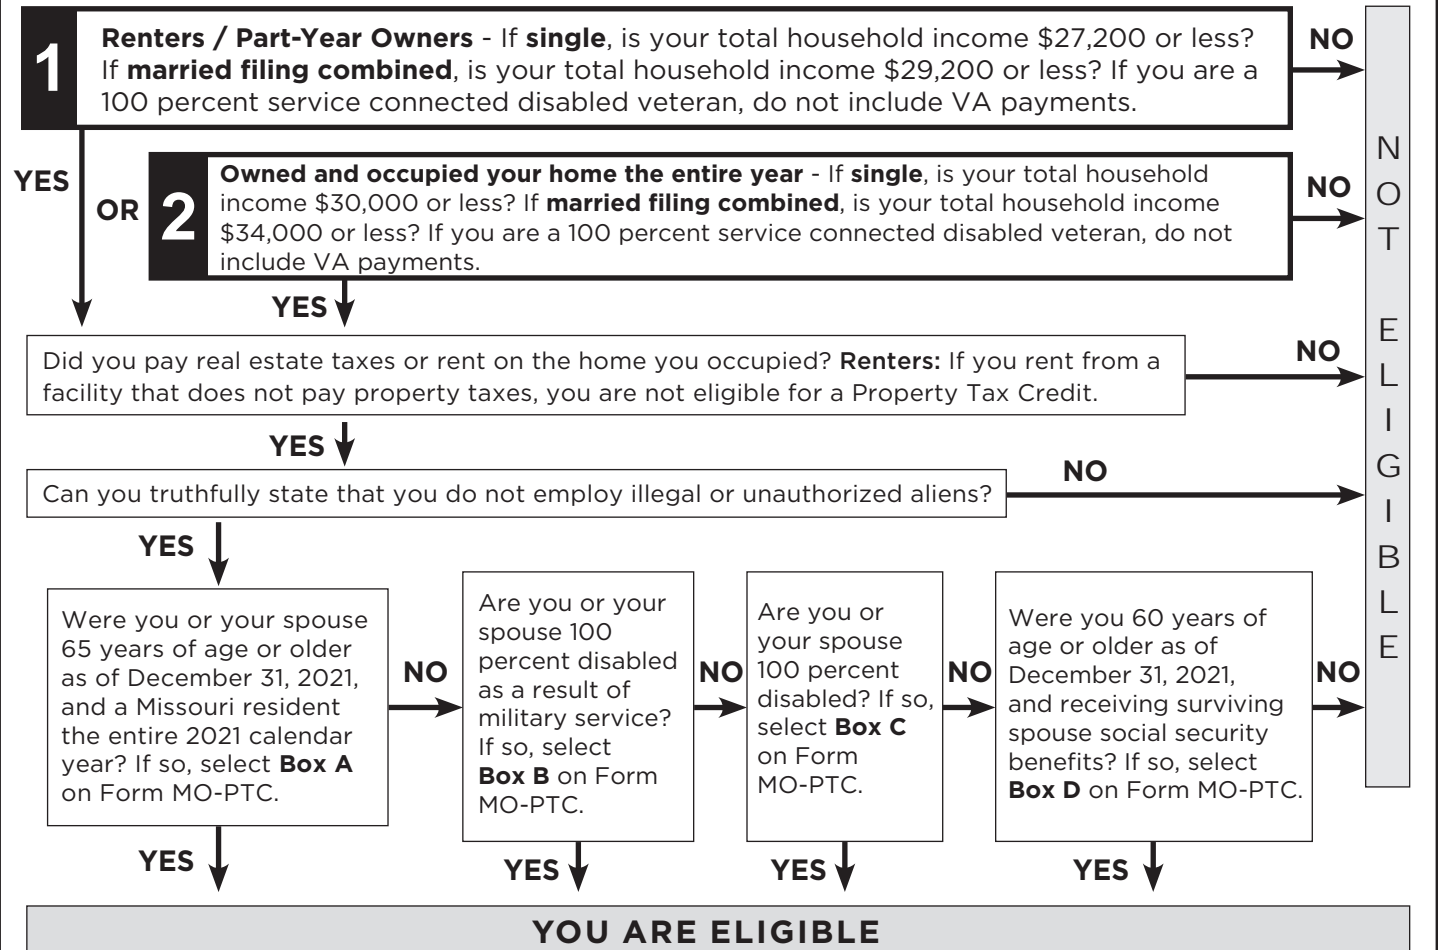 1
Renters / Part-Year Owners - If single, is your total household income $27,200 or less?
If married filing combined, is your total household income $29,200 or less? If you are a
100 percent service connected disabled veteran, do not include VA payments.
NO
YES
OR
2
Owned and occupied your home the entire year - If single, is your total household
income $30,000 or less? If married filing combined, is your total household income
$34,000 or less? If you are a 100 percent service connected disabled veteran, do not
include VA payments.
NO
YES
Did you pay real estate taxes or rent on the home you occupied? Renters: If you rent from a
facility that does not pay property taxes, you are not eligible for a Property Tax Credit.
NO
YES
Can you truthfully state that you do not employ illegal or unauthorized aliens?
NO
YES
Were you or your spouse
65 years of age or older
as of December 31, 2021,
and a Missouri resident
the entire 2021 calendar
year? If so, select Box A
on Form MO-PTC.
NO
Are you or your
spouse 100
percent disabled
as a result of
military service?
If so, select
Box B on Form
MO-PTC.
NO
Are you or
your spouse
100 percent
disabled? If so,
select Box C
on Form
MO-PTC.
NO
Were you 60 years of
age or older as of
December 31, 2021,
and receiving surviving
spouse social security
benefits? If so, select
Box D on Form MO-PTC.
NO
NOT ELIGIBLE
YES
YES
YES
YES
YOU ARE ELIGIBLE